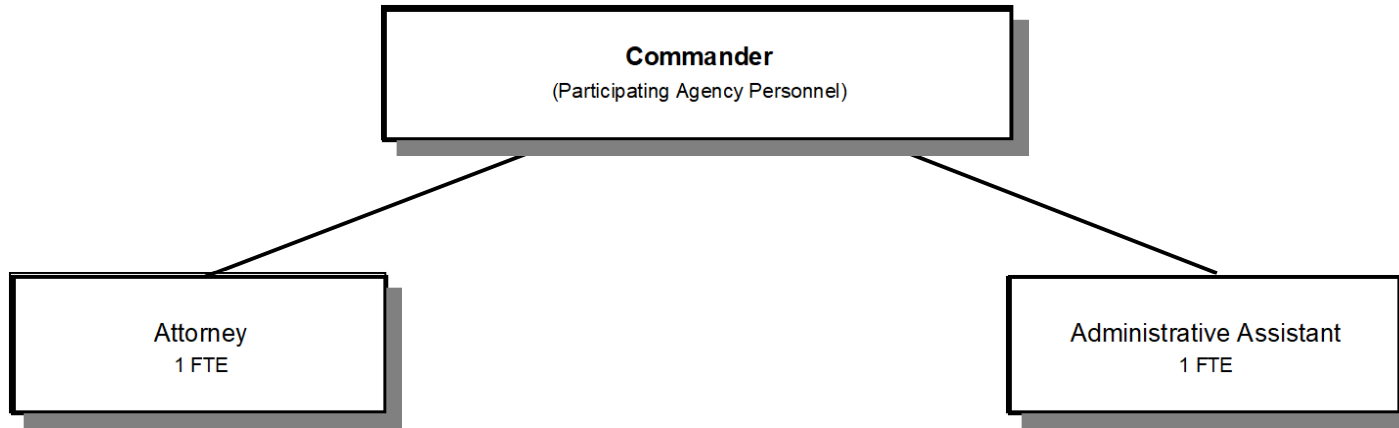 Commander
(Participating Agency Personnel)
Attorney
1 FTE
Administrative Assistant
1 FTE